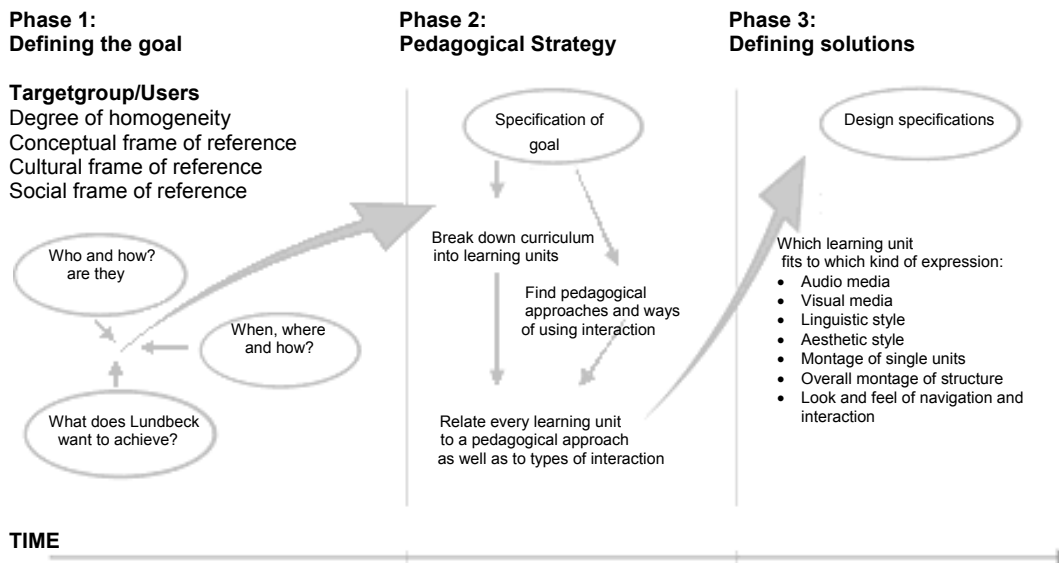 Phase 1:
Defining the goal
Targetgroup/Users
Degree of homogeneity
Conceptual frame of reference
Cultural frame of reference
Social frame of reference
Who and how?
are they
When, where
and how?
What does Lundbeck
want to achieve?
Phase 2:
Pedagogical Strategy
Specification of
goal
Break down curriculum
into learning units
Find pedagogical
approaches and ways
of using interaction
Relate every learning unit
to a pedagogical approach
as well as to types of interaction
Phase 3:
Defining solutions
Design specifications
Which learning unit
fits to which kind of expression:
• Audio media
• Visual media
• Linguistic style
• Aesthetic style
• Montage of single units
• Overall montage of structure
• Look and feel of navigation and
interaction
TIME